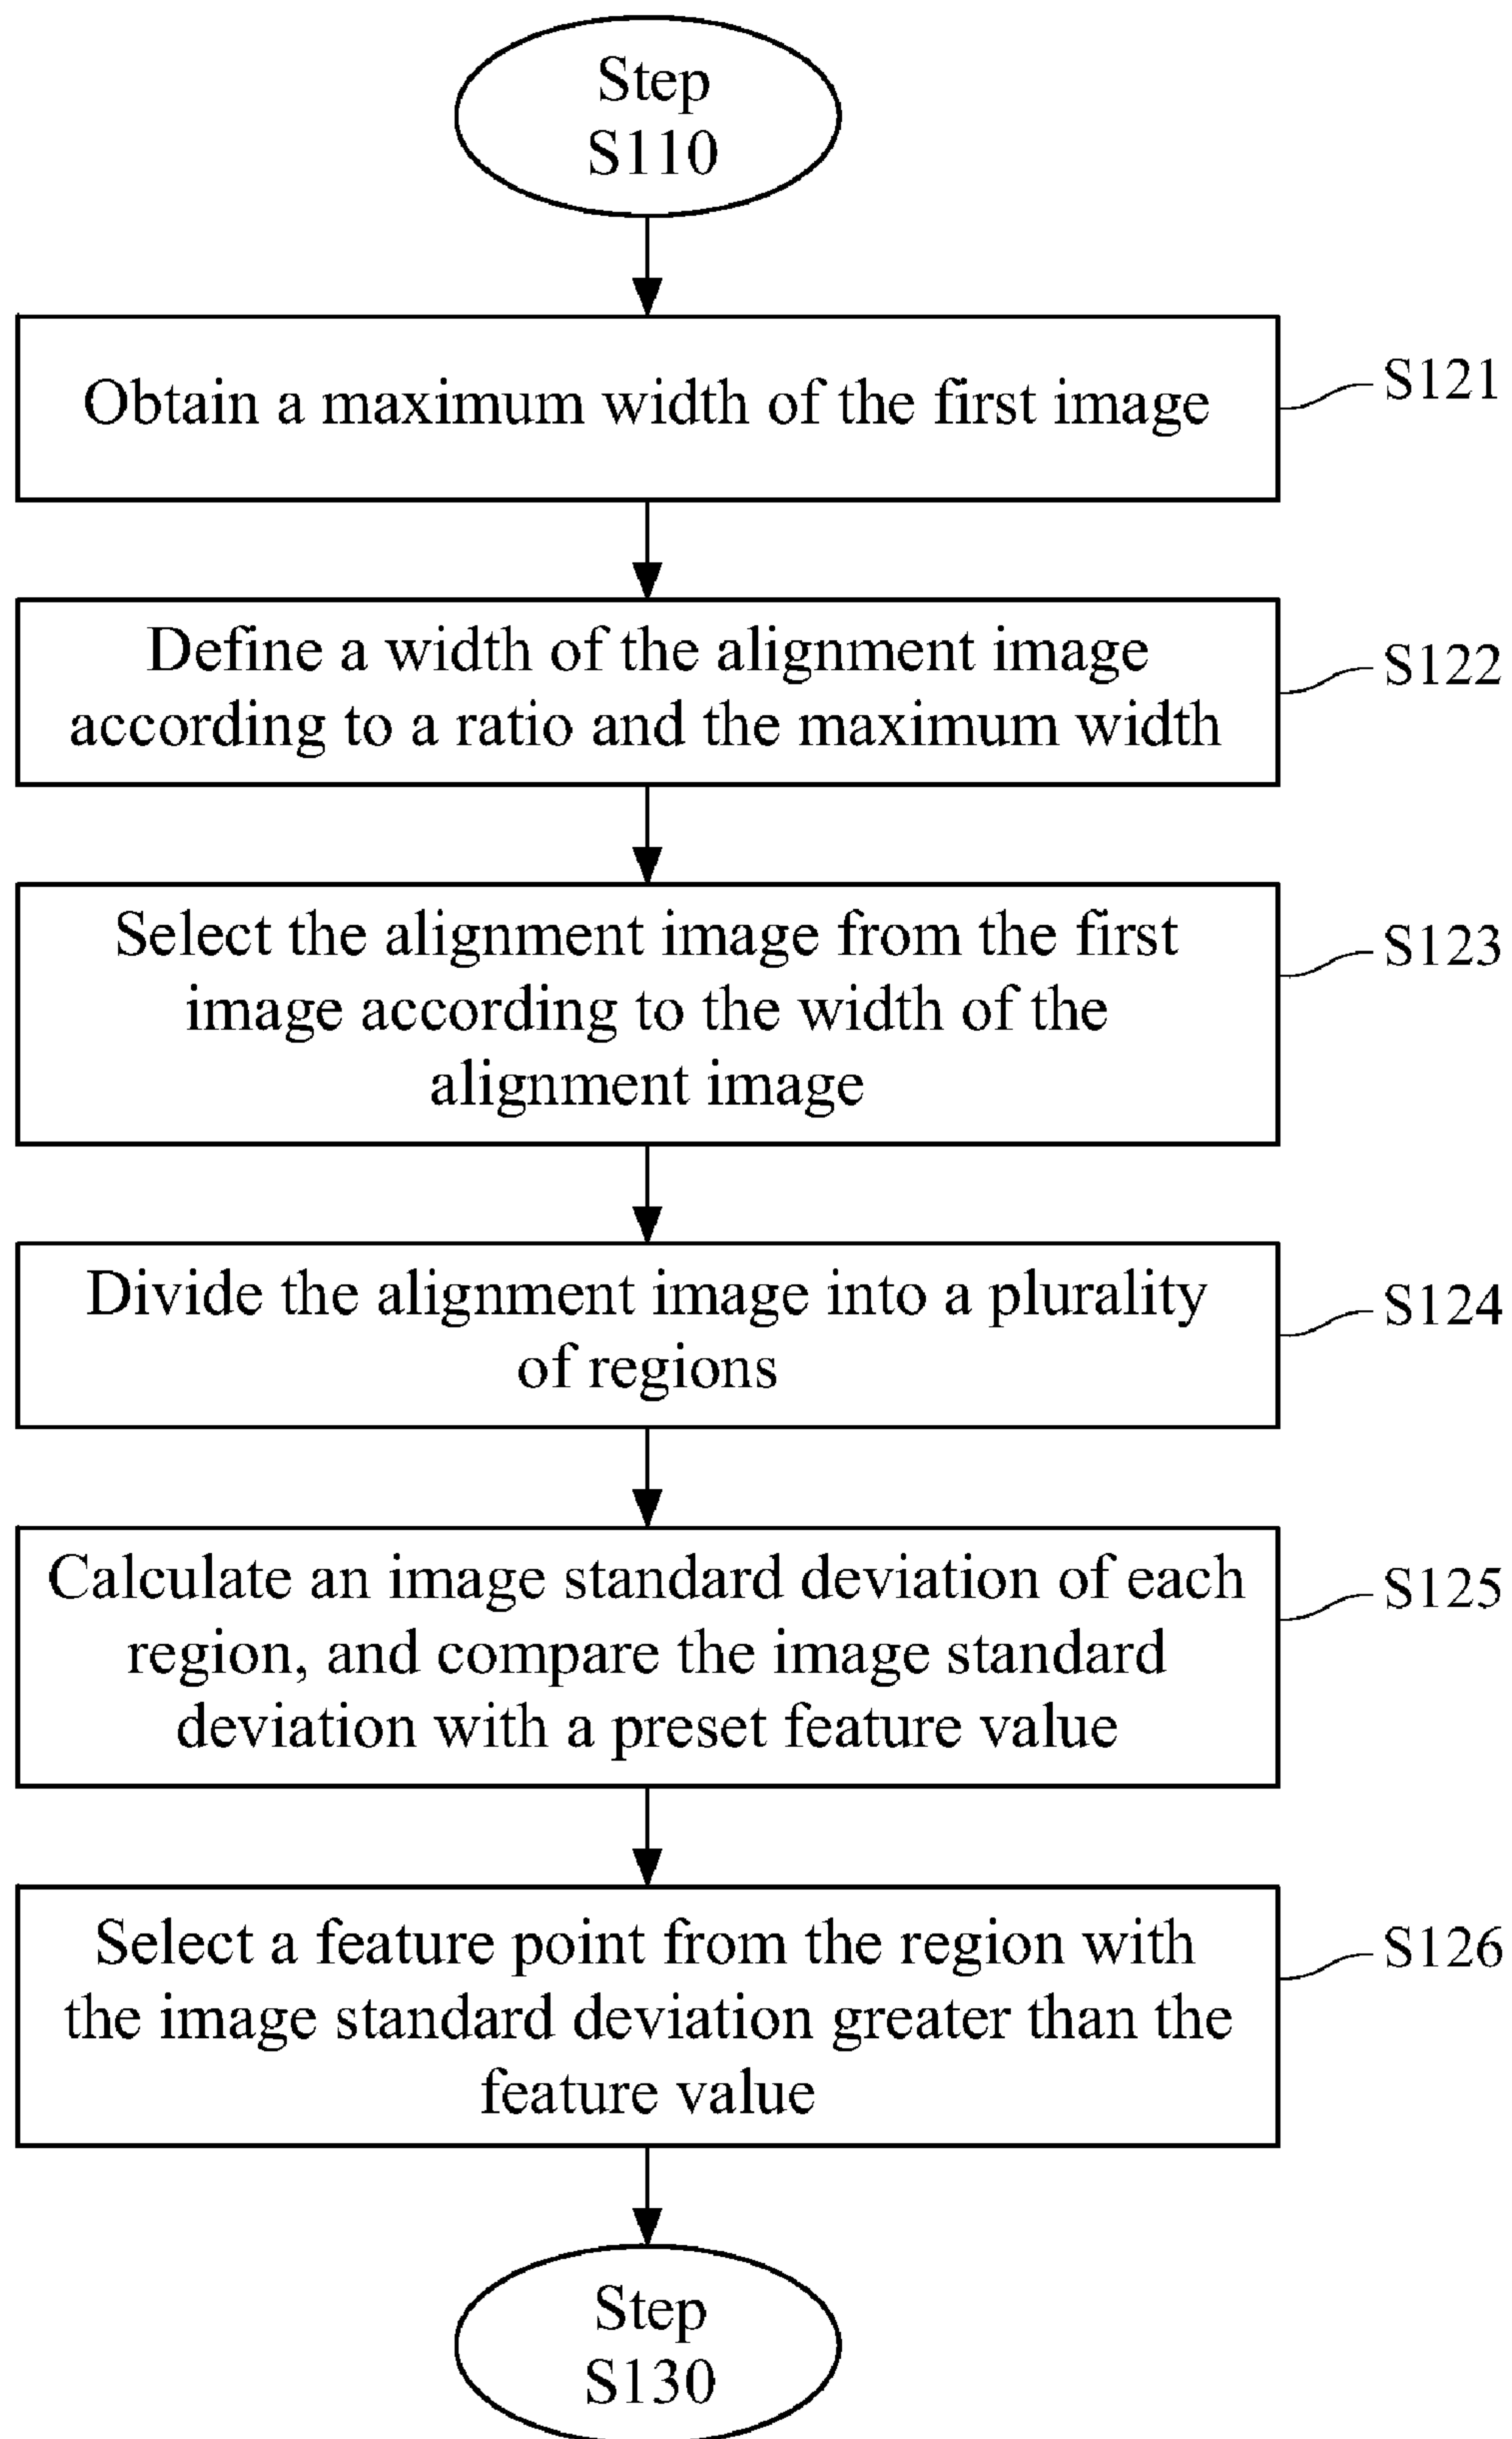 Step
S110
Obtain a maximum width of the first image
S121
Define a width of the alignment image
according to a ratio and the maximum width
S122
Select the alignment image from the first
image according to the width of the
alignment image
S123
Divide the alignment image into a plurality
of regions
S124
Calculate an image standard deviation of each
region, and compare the image standard
deviation with a preset feature value
S125
Select a feature point from the region with
the image standard deviation greater than the
feature value
S126
Step
S130